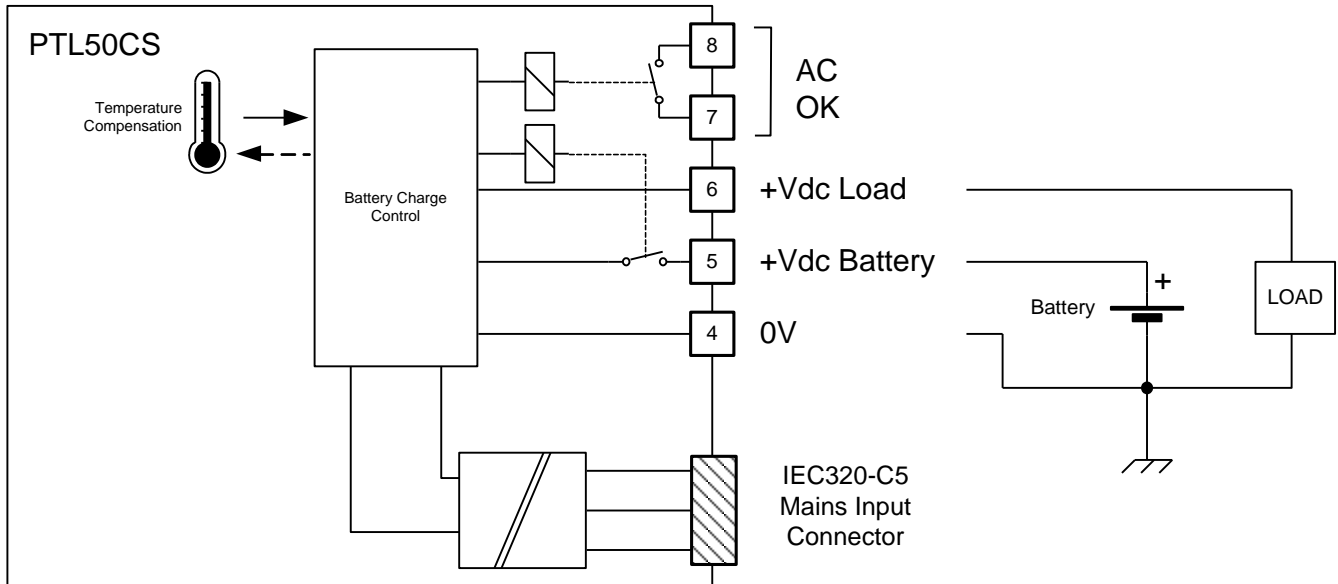 PTL50CS
Temperature
Compensation
Battery Charge
Control
8
7
AC
OK
6
+Vdc Load
5
+Vdc Battery
4
0V
Battery
+
LOAD
IEC320-C5
Mains Input
Connector